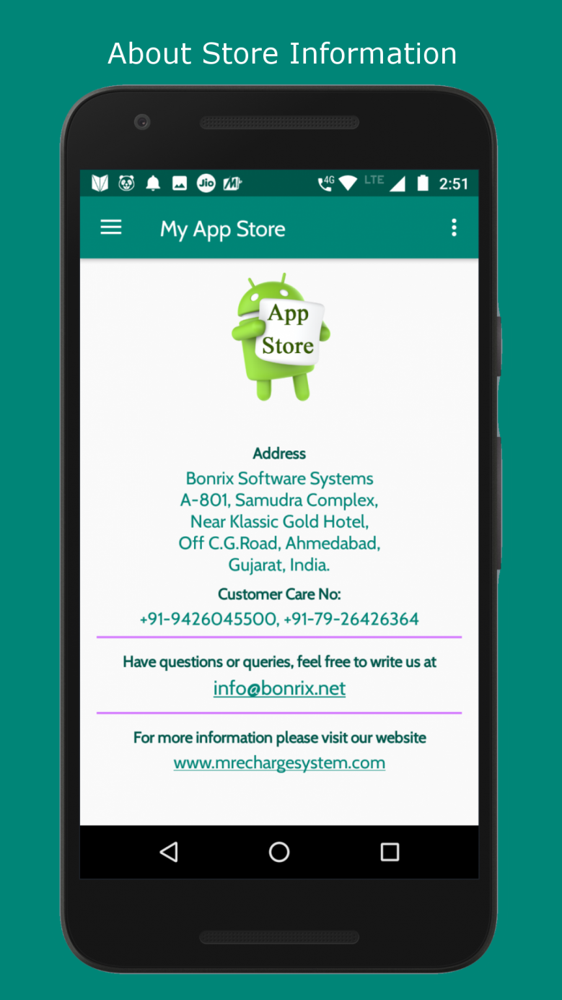 About Store Information
Jio
4G
LTE
2:51
My App Store
App
Store
Address
Bonrix Software Systems
A-801, Samudra Complex,
Near Klassic Gold Hotel,
Off C.G.Road, Ahmedabad,
Gujarat, India.
Customer Care No:
+91-9426045500, +91-79-26426364
Have questions or queries, feel free to write us at
info@bonrix.net
For more information please visit our website
www.mrechargesystem.com